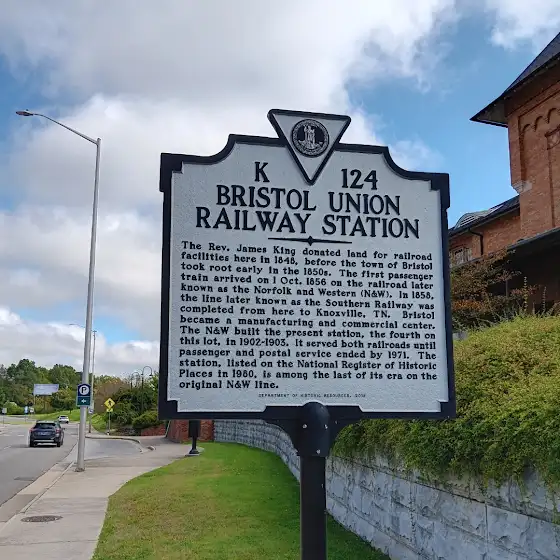 K 124
BRISTOL UNION
RAILWAY STATION
The Rev. James King donated land for railroad
facilities here in 1848, before the town of Bristol
took root early in the 1850s. The first passenger
train arrived on 1 Oct. 1856 on the railroad later
known as the Norfolk and Western (N&W). In 1858,
the line later known as the Southern Railway was
completed from here to Knoxville, TN. Bristol
became a manufacturing and commercial center.
The N&W built the present station, the fourth on
this lot, in 1902-1903. It served both railroads until
passenger and postal service ended by 1971. The
station, listed on the National Register of Historic
Places in 1980, is among the last of its era on the
original N&W line.
DEPARTMENT OF HISTORIC RESOURCES,
P